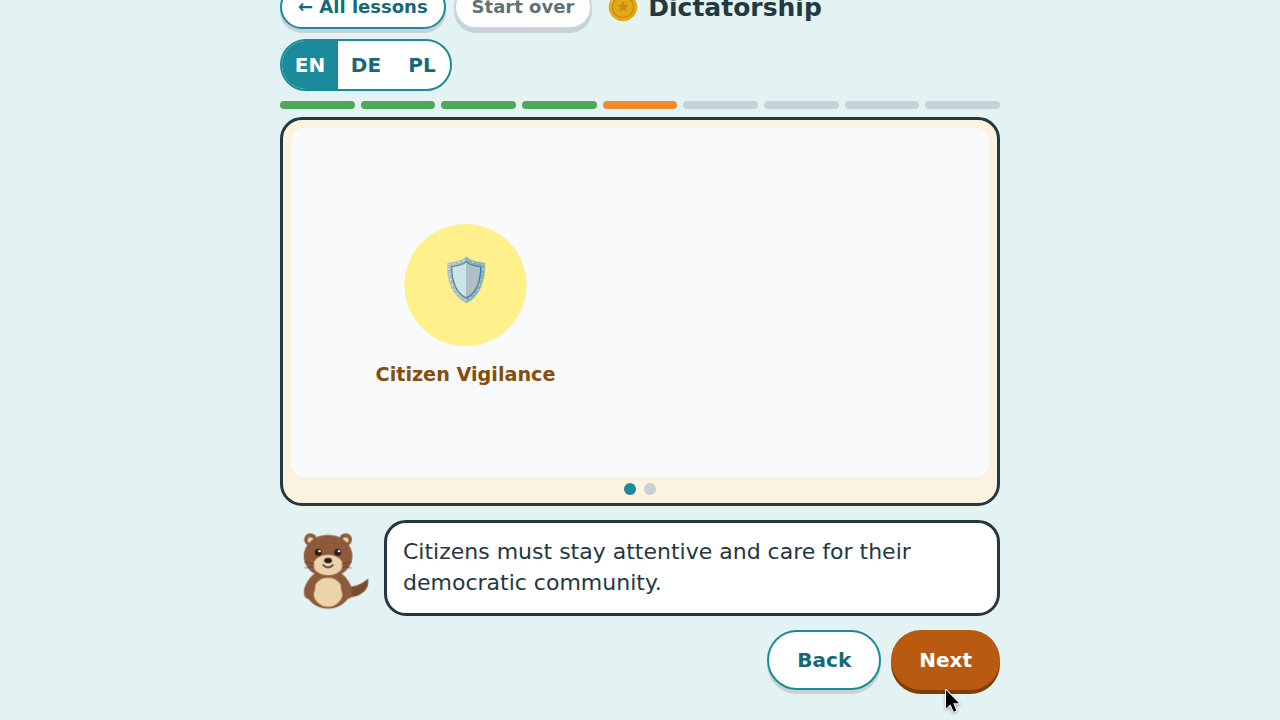 ← All lessons
Start over
Dictatorship
EN DE PL
Citizen Vigilance
Citizens must stay attentive and care for their
democratic community.
Back
Next